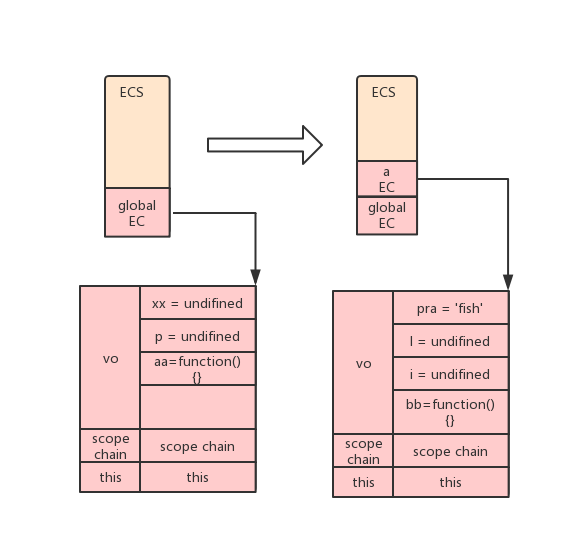 ECS
global
EC
xx = undifined
p = undifined
aa=function()
{}
vo
scope
chain
scope chain
this
this
ECS
a
EC
global
EC
pra = 'fish'
l = undifined
i = undifined
bb=function()
{}
vo
scope
chain
scope chain
this
this